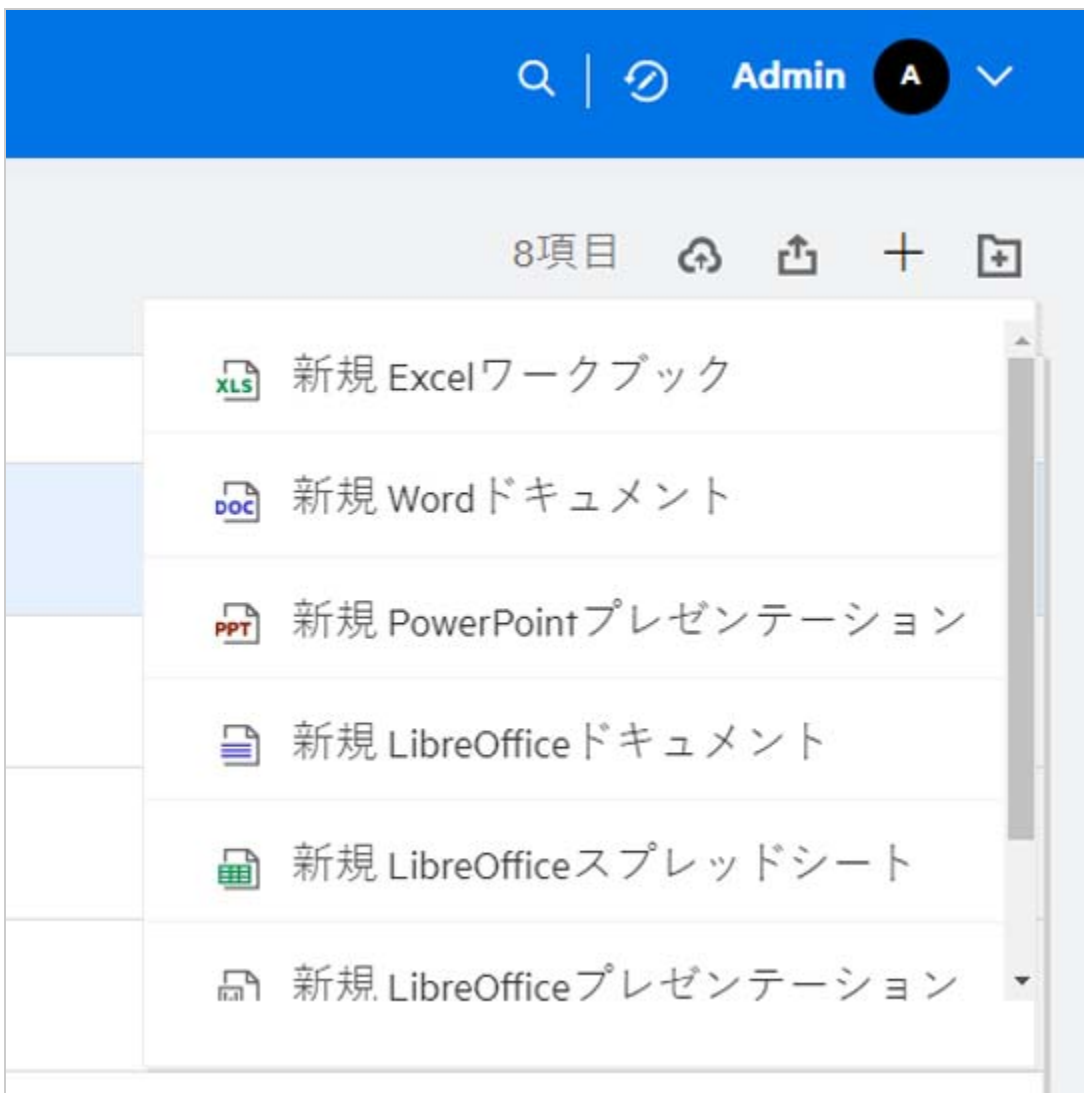 Admin A
8項目
XLS 新規 Excelワークブック
DOC 新規 Wordドキュメント
PPT 新規 PowerPointプレゼンテーション
新規 LibreOfficeドキュメント
新規 LibreOfficeスプレッドシート
新規 LibreOfficeプレゼンテーション